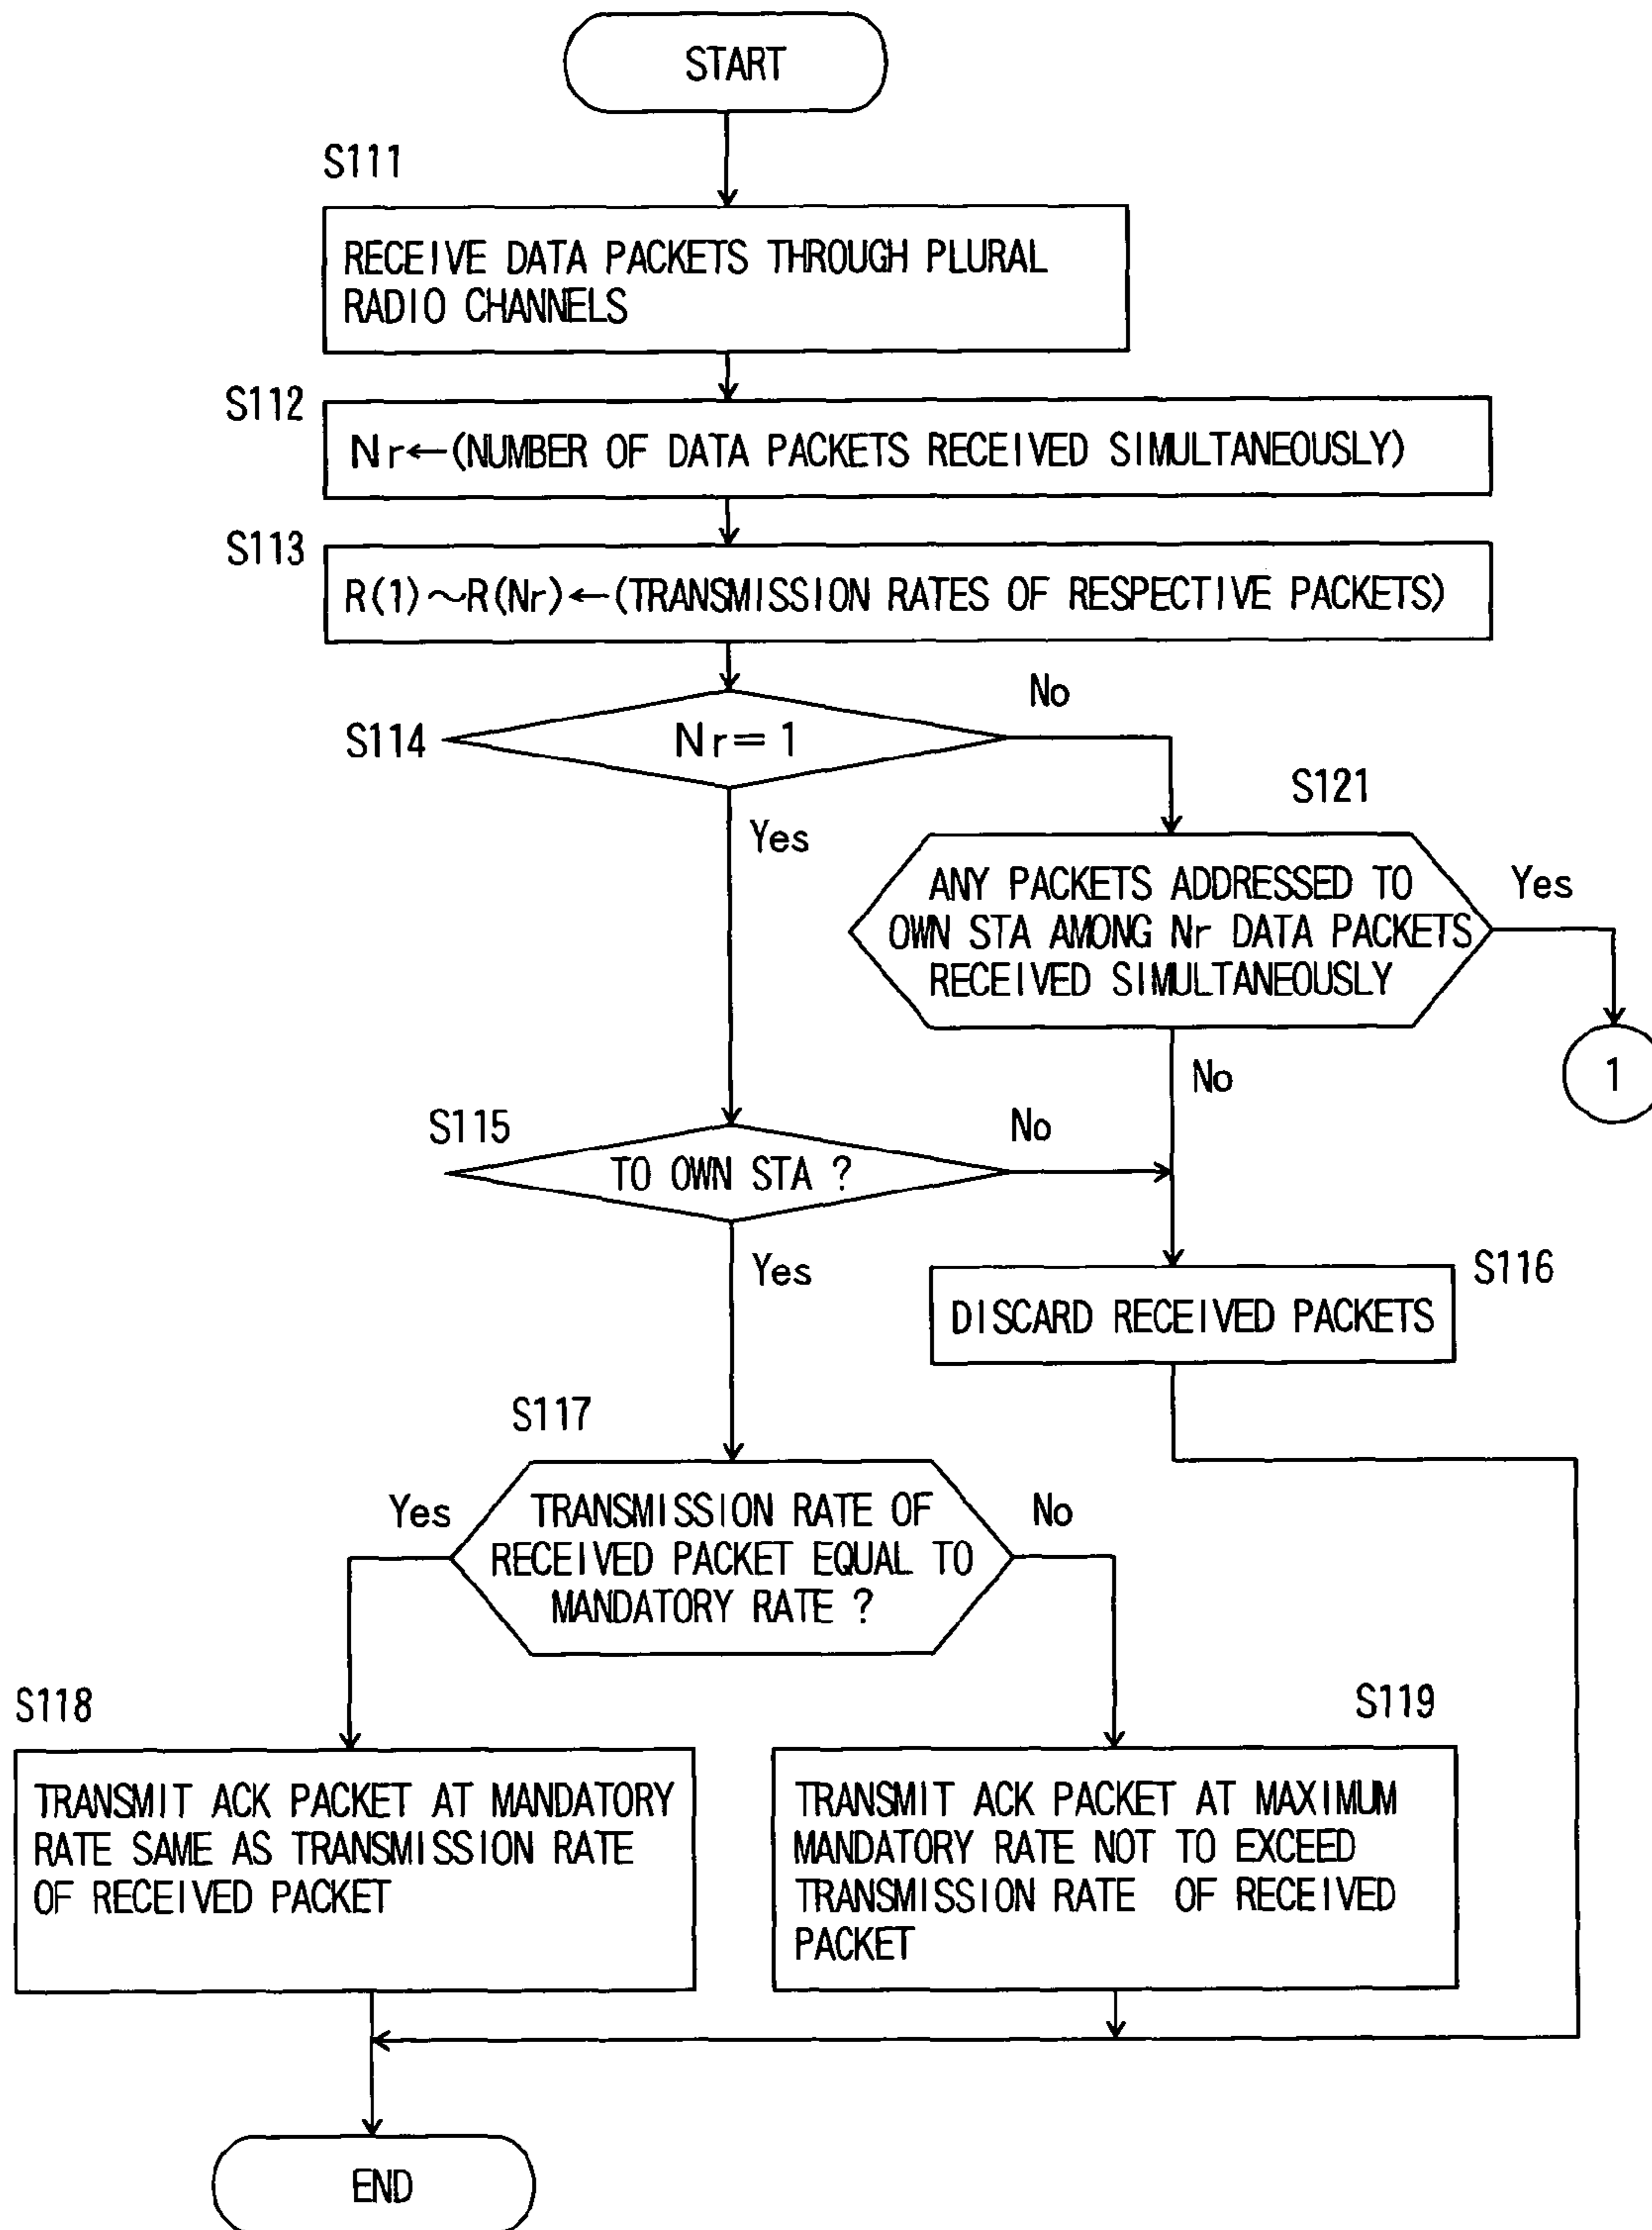 START
S111
RECEIVE DATA PACKETS THROUGH PLURAL
RADIO CHANNELS
S112
Nr←(NUMBER OF DATA PACKETS RECEIVED SIMULTANEOUSLY)
S113
R(1)~R(Nr)←(TRANSMISSION RATES OF RESPECTIVE PACKETS)
S114
Nr=1
No
Yes
S121
ANY PACKETS ADDRESSED TO
OWN STA AMONG Nr DATA PACKETS
RECEIVED SIMULTANEOUSLY
Yes
1
No
S115
TO OWN STA ?
No
Yes
S116
DISCARD RECEIVED PACKETS
S117
TRANSMISSION RATE OF
RECEIVED PACKET EQUAL TO
MANDATORY RATE ?
Yes
No
S118
TRANSMIT ACK PACKET AT MANDATORY
RATE SAME AS TRANSMISSION RATE
OF RECEIVED PACKET
S119
TRANSMIT ACK PACKET AT MAXIMUM
MANDATORY RATE NOT TO EXCEED
TRANSMISSION RATE OF RECEIVED
PACKET
END